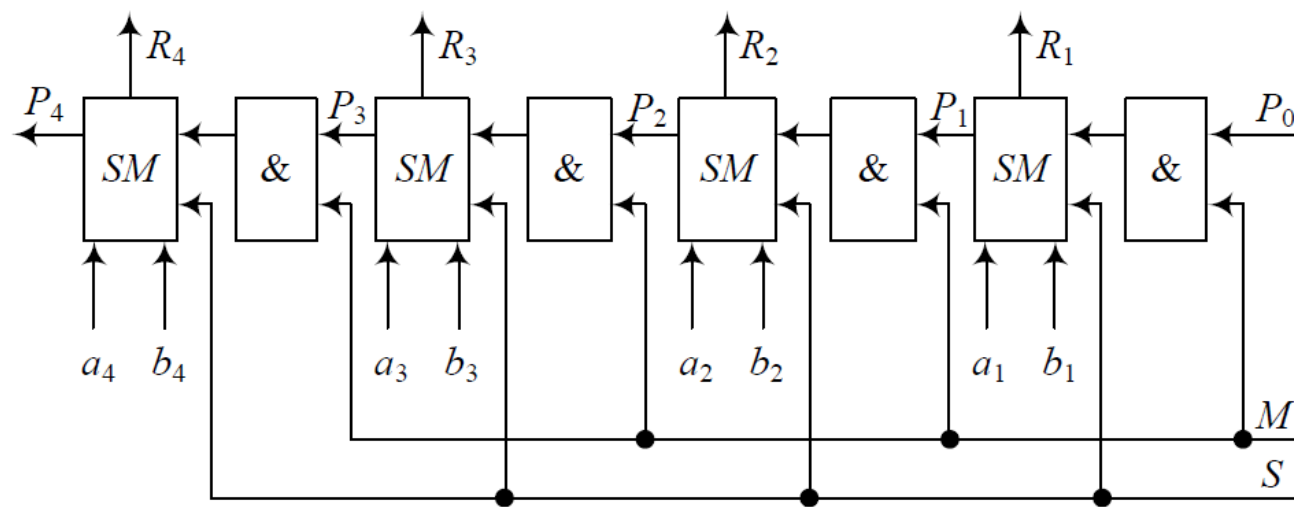 R₄ R₃ R₂ R₁
P₄ P₃ P₂ P₁ P₀
SM & SM & SM & SM &
a₄ b₄ a₃ b₃ a₂ b₂ a₁ b₁
M
S